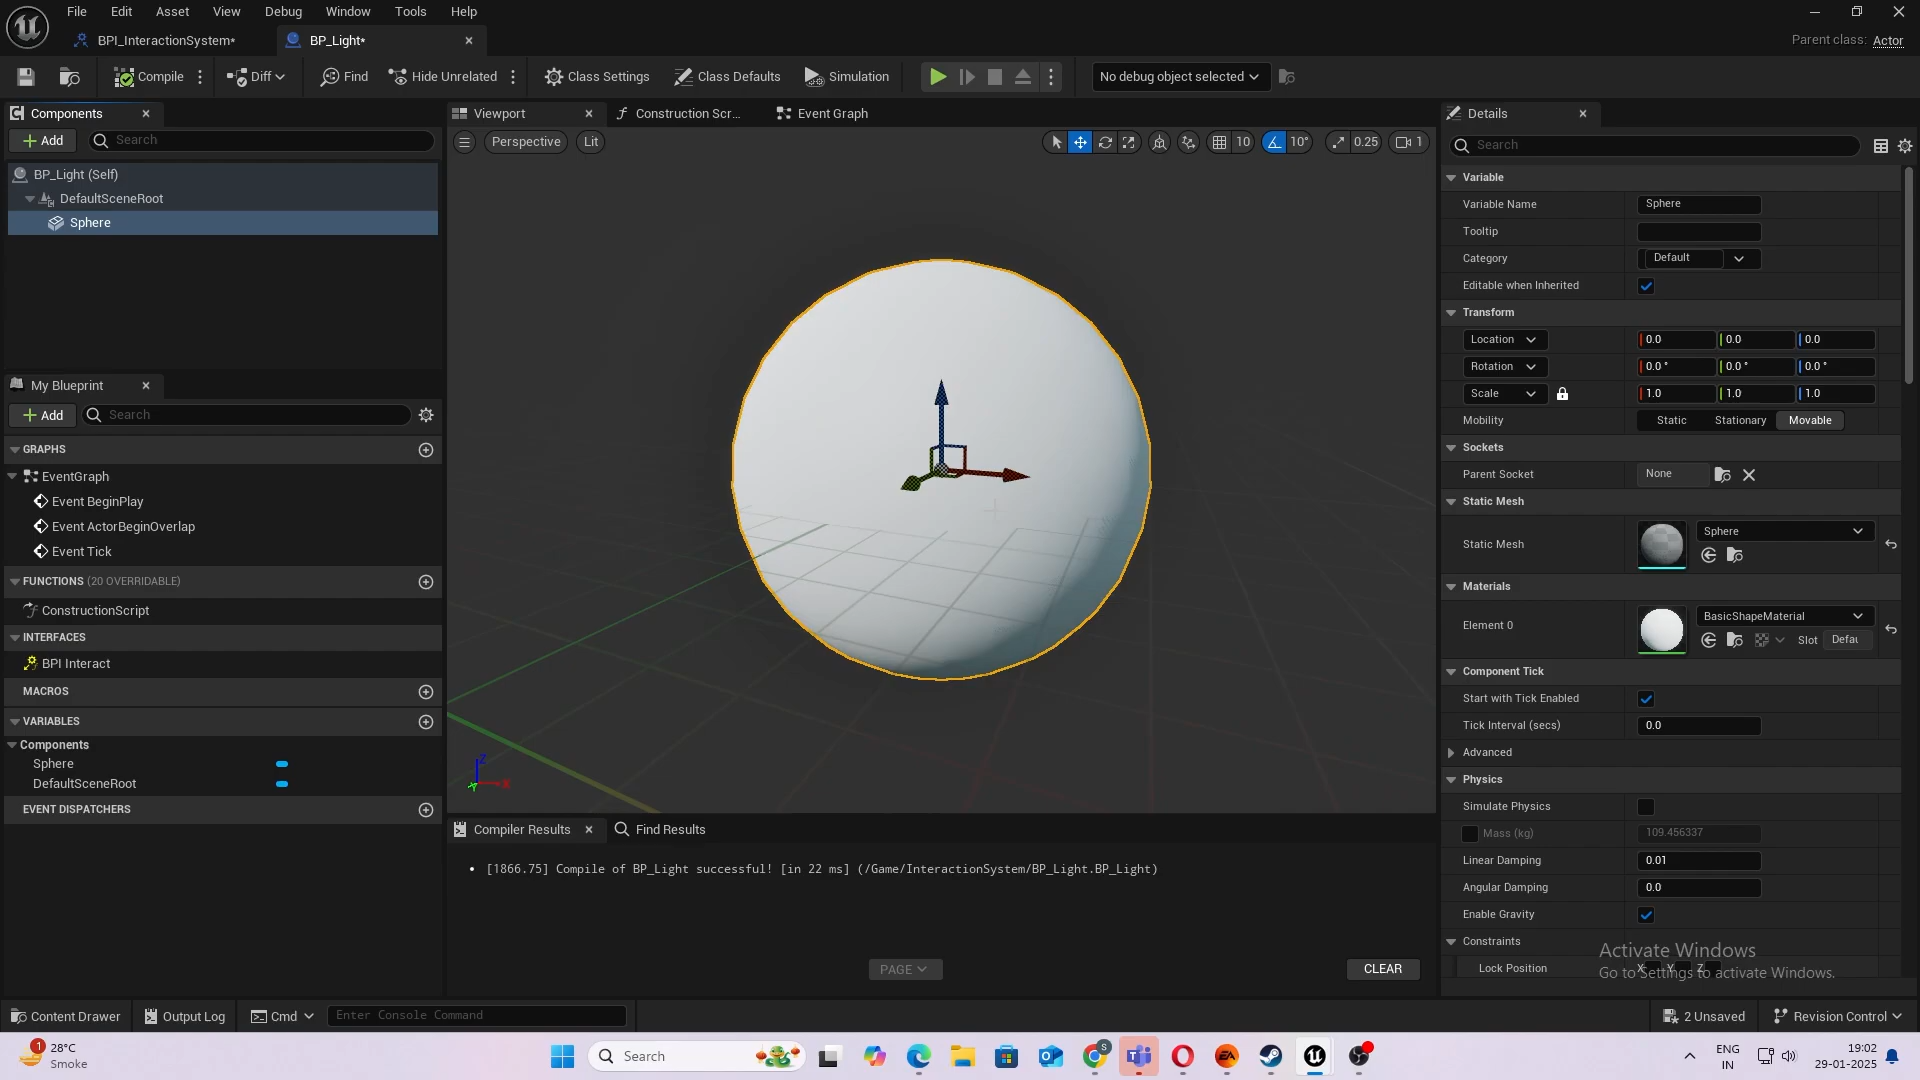 File Edit Asset View Debug Window Tools Help
BPI_InteractionSystem* BP_Light*
Parent class: Actor
Compile Diff Find Hide Unrelated Class Settings Class Defaults Simulation No debug object selected
Components
Add Search
BP_Light (Self)
DefaultSceneRoot
Sphere
My Blueprint
Add Search
GRAPHS
EventGraph
Event BeginPlay
Event ActorBeginOverlap
Event Tick
FUNCTIONS (20 OVERRIDABLE)
ConstructionScript
INTERFACES
BPI Interact
MACROS
VARIABLES
Components
Sphere
DefaultSceneRoot
EVENT DISPATCHERS
Viewport Construction Scr... Event Graph
Perspective Lit 10 10° 0.25 1
Z
X
Y
Compiler Results Find Results
[1866.75] Compile of BP_Light successful! [in 22 ms] (/Game/InteractionSystem/BP_Light.BP_Light)
PAGE CLEAR
Details
Search
Variable
Variable Name Sphere
Tooltip
Category Default
Editable when Inherited
Transform
Location 0.0 0.0 0.0
Rotation 0.0 ° 0.0 ° 0.0 °
Scale 1.0 1.0 1.0
Mobility Static Stationary Movable
Sockets
Parent Socket None
Static Mesh
Static Mesh Sphere
Materials
Element 0 BasicShapeMaterial
Slot Defau
Component Tick
Start with Tick Enabled
Tick Interval (secs) 0.0
Advanced
Physics
Simulate Physics
Mass (kg) 109.456337
Linear Damping 0.01
Angular Damping 0.0
Enable Gravity
Constraints
Lock Position X Y Z
Activate Windows
Go to Settings to activate Windows.
Content Drawer Output Log Cmd Enter Console Command 2 Unsaved Revision Control
1 28°C
Smoke
Search
S
EA
ENG
IN
19:02
29-01-2025